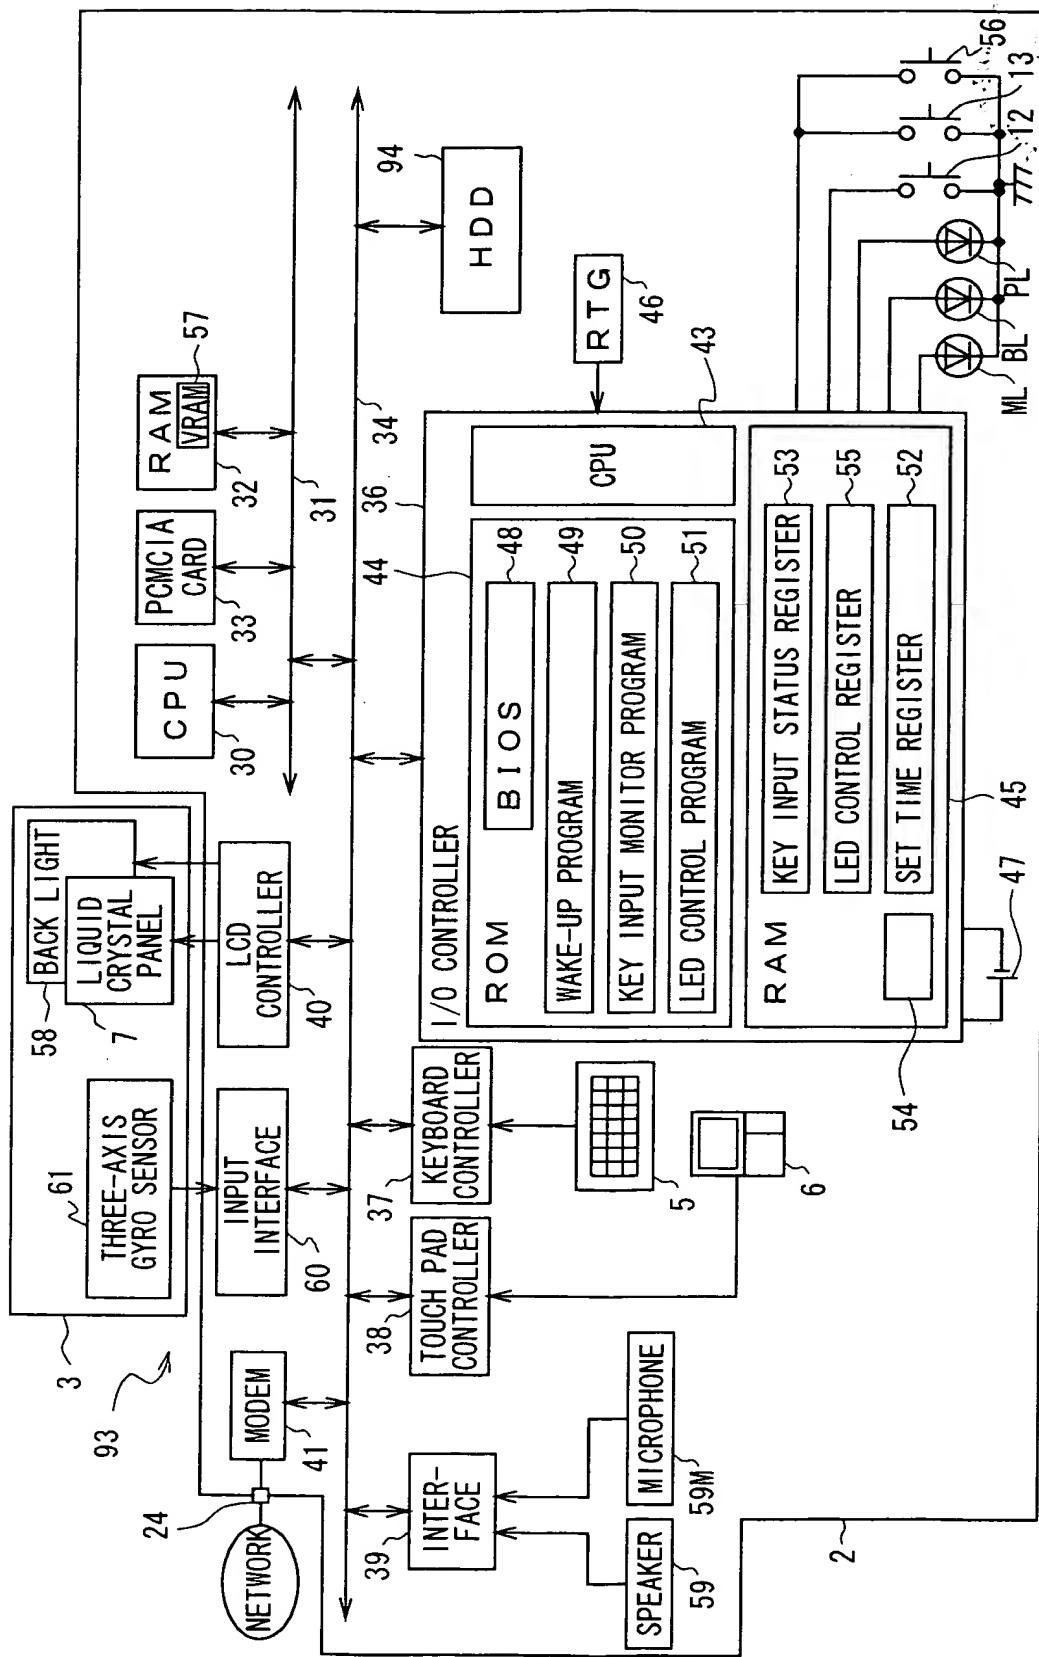 93
3
61
THREE-AXIS
GYRO SENSOR
58
BACK LIGHT
7
LIQUID
CRYSTAL
PANEL
NETWORK
24
MODEM
41
INPUT
INTERFACE
60
LCD
CONTROLLER
40
CPU
30
PCMCIA
CARD
33
RAM
VRAM
57
32
31
34
39
INTER-
FACE
38
TOUCH PAD
CONTROLLER
37
KEYBOARD
CONTROLLER
36
I/O CONTROLLER
44
ROM
BIOS
48
WAKE-UP PROGRAM
49
KEY INPUT MONITOR PROGRAM
50
LED CONTROL PROGRAM
51
CPU
43
RTG
46
HDD
94
SPEAKER
59
MICROPHONE
59M
5
6
RAM
54
KEY INPUT STATUS REGISTER
53
LED CONTROL REGISTER
55
SET TIME REGISTER
52
45
47
2
ML
BL
PL
12
13
56